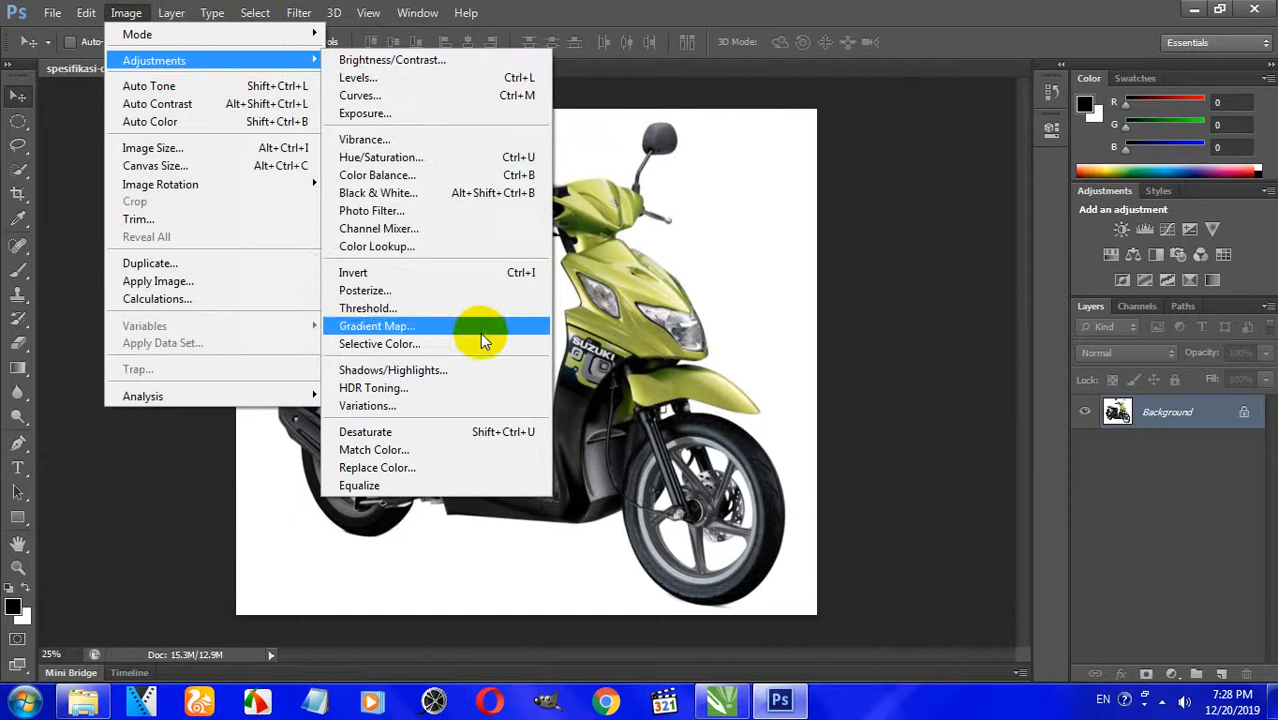 Ps File Edit Image Layer Type Select Filter 3D View Window Help
Auto-
ols
3D Mode:
Essentials
spesifikasi-
Mode
Adjustments
Auto Tone Shift+Ctrl+L
Auto Contrast Alt+Shift+Ctrl+L
Auto Color Shift+Ctrl+B
Image Size... Alt+Ctrl+I
Canvas Size... Alt+Ctrl+C
Image Rotation
Crop
Trim...
Reveal All
Duplicate...
Apply Image...
Calculations...
Variables
Apply Data Set...
Trap...
Analysis
Brightness/Contrast...
Levels... Ctrl+L
Curves... Ctrl+M
Exposure...
Vibrance...
Hue/Saturation... Ctrl+U
Color Balance... Ctrl+B
Black & White... Alt+Shift+Ctrl+B
Photo Filter...
Channel Mixer...
Color Lookup...
Invert Ctrl+I
Posterize...
Threshold...
Gradient Map...
Selective Color...
Shadows/Highlights...
HDR Toning...
Variations...
Desaturate Shift+Ctrl+U
Match Color...
Replace Color...
Equalize
SUZUKI
Color Swatches
R 0
G 0
B 0
Adjustments Styles
Add an adjustment
Layers Channels Paths
Kind
Normal Opacity: 100%
Lock: Fill: 100%
Background
25% Doc: 15.3M/12.9M
Mini Bridge Timeline
321
Ps
EN
7:28 PM
12/20/2019